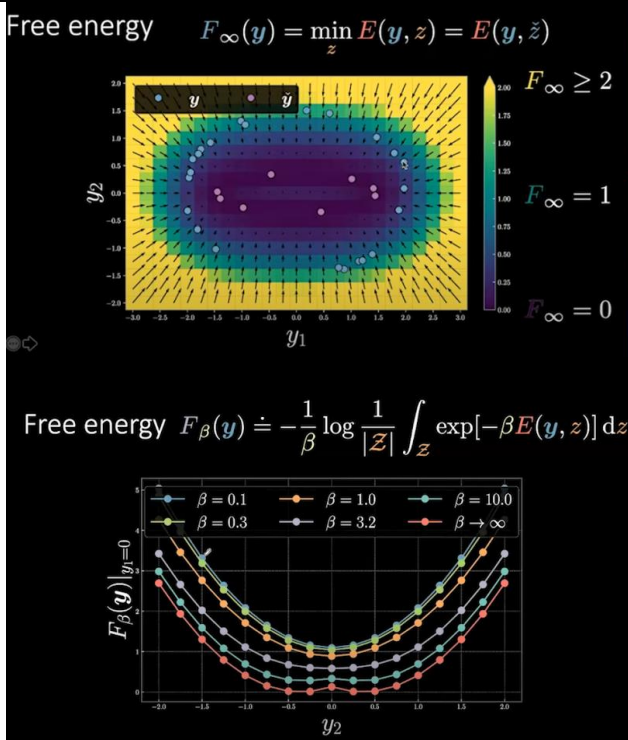 Free energy F∞(y) = min_z E(y, z) = E(y, ž)
y ỹ
2.0
1.5
1.0
0.5
0.0
-0.5
-1.0
-1.5
-2.0
y₂
-3.0 -2.5 -2.0 -1.5 -1.0 -0.5 0.0 0.5 1.0 1.5 2.0 2.5 3.0
y₁
2.00
1.75
1.50
1.25
1.00
0.75
0.50
0.25
0.00
F∞ ≥ 2
F∞ = 1
F∞ = 0
Free energy Fβ(y) ≐ −1/β log 1/|Z| ∫_Z exp[−βE(y, z)] dz
β = 0.1 β = 1.0 β = 10.0
β = 0.3 β = 3.2 β → ∞
5
4
3
2
1
0
Fβ(y)|y₁=0
-2.0 -1.5 -1.0 -0.5 0.0 0.5 1.0 1.5 2.0
y₂